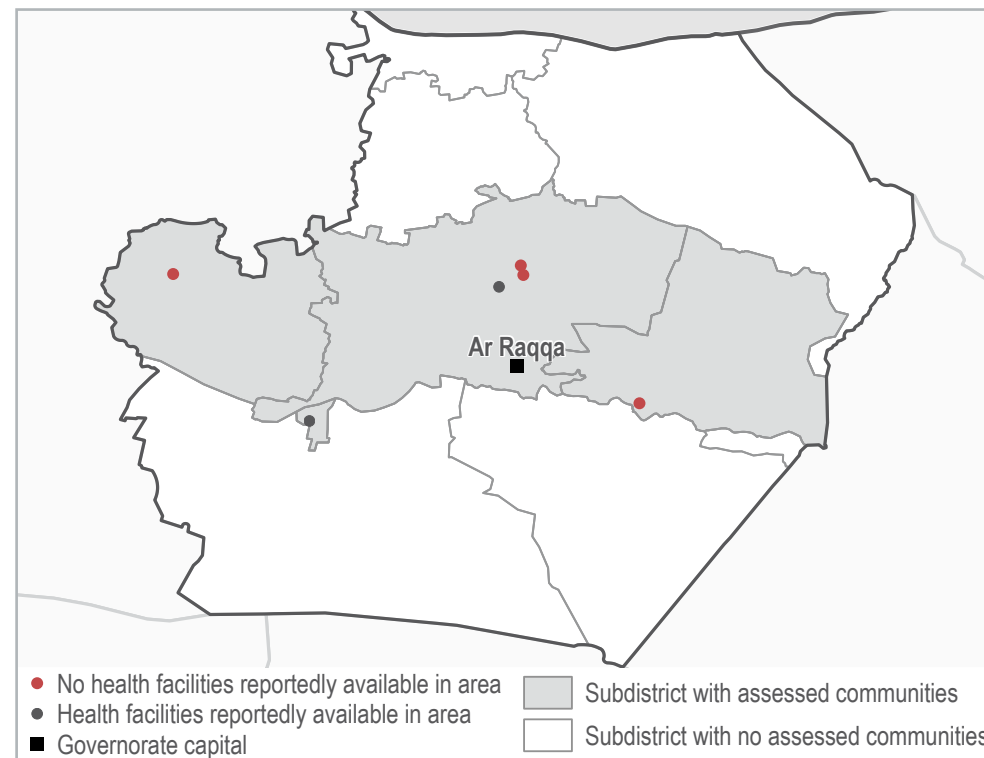 Ar Raqqa
No health facilities reportedly available in area
Health facilities reportedly available in area
Governorate capital
Subdistrict with assessed communities
Subdistrict with no assessed communities